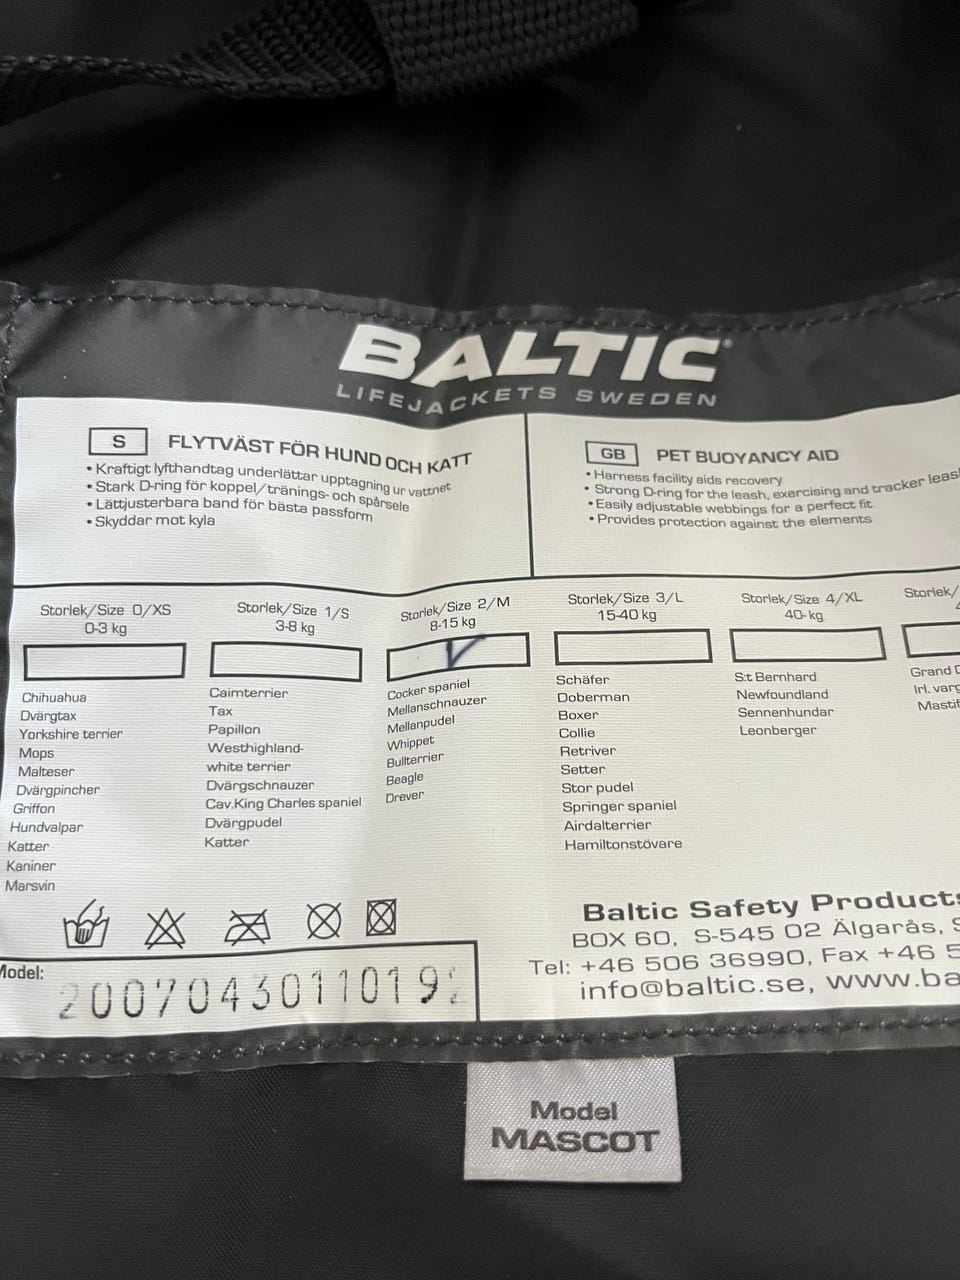 BALTIC
LIFEJACKETS SWEDEN
S FLYTVÄST FÖR HUND OCH KATT
• Kraftigt lyfthandtag underlättar upptagning ur vattnet
• Stark D-ring för koppel/tränings- och spårsele
• Lättjusterbara band för bästa passform
• Skyddar mot kyla
GB PET BUOYANCY AID
• Harness facility aids recovery
• Strong D-ring for the leash, exercising and tracker
• Easily adjustable webbings for a perfect fit
• Provides protection against the elements
Storlek/Size 0/XS
0-3 kg
Chihuahua
Dvärgtax
Yorkshire terrier
Mops
Malteser
Dvärgpincher
Griffon
Hundvalpar
Katter
Kaniner
Marsvin
Storlek/Size 1/S
3-8 kg
Cairnterrier
Tax
Papillon
Westhighland-
white terrier
Dvärgschnauzer
Cav.King Charles spaniel
Dvärgpudel
Katter
Storlek/Size 2/M
8-15 kg
Cocker spaniel
Mellanschnauzer
Mellanpudel
Whippet
Bullterrier
Beagle
Drever
Storlek/Size 3/L
15-40 kg
Schäfer
Doberman
Boxer
Collie
Retriver
Setter
Stor pudel
Springer spaniel
Airdalterrier
Hamiltonstövare
Storlek/Size 4/XL
40- kg
S:t Bernhard
Newfoundland
Sennenhundar
Leonberger
Storlek/
Grand
Irl.
Baltic Safety Products
BOX 60, S-545 02 Älgarås,
Tel: +46 506 36990, Fax +46
info@baltic.se, www.ba
Model:
2007043011019
Model
MASCOT